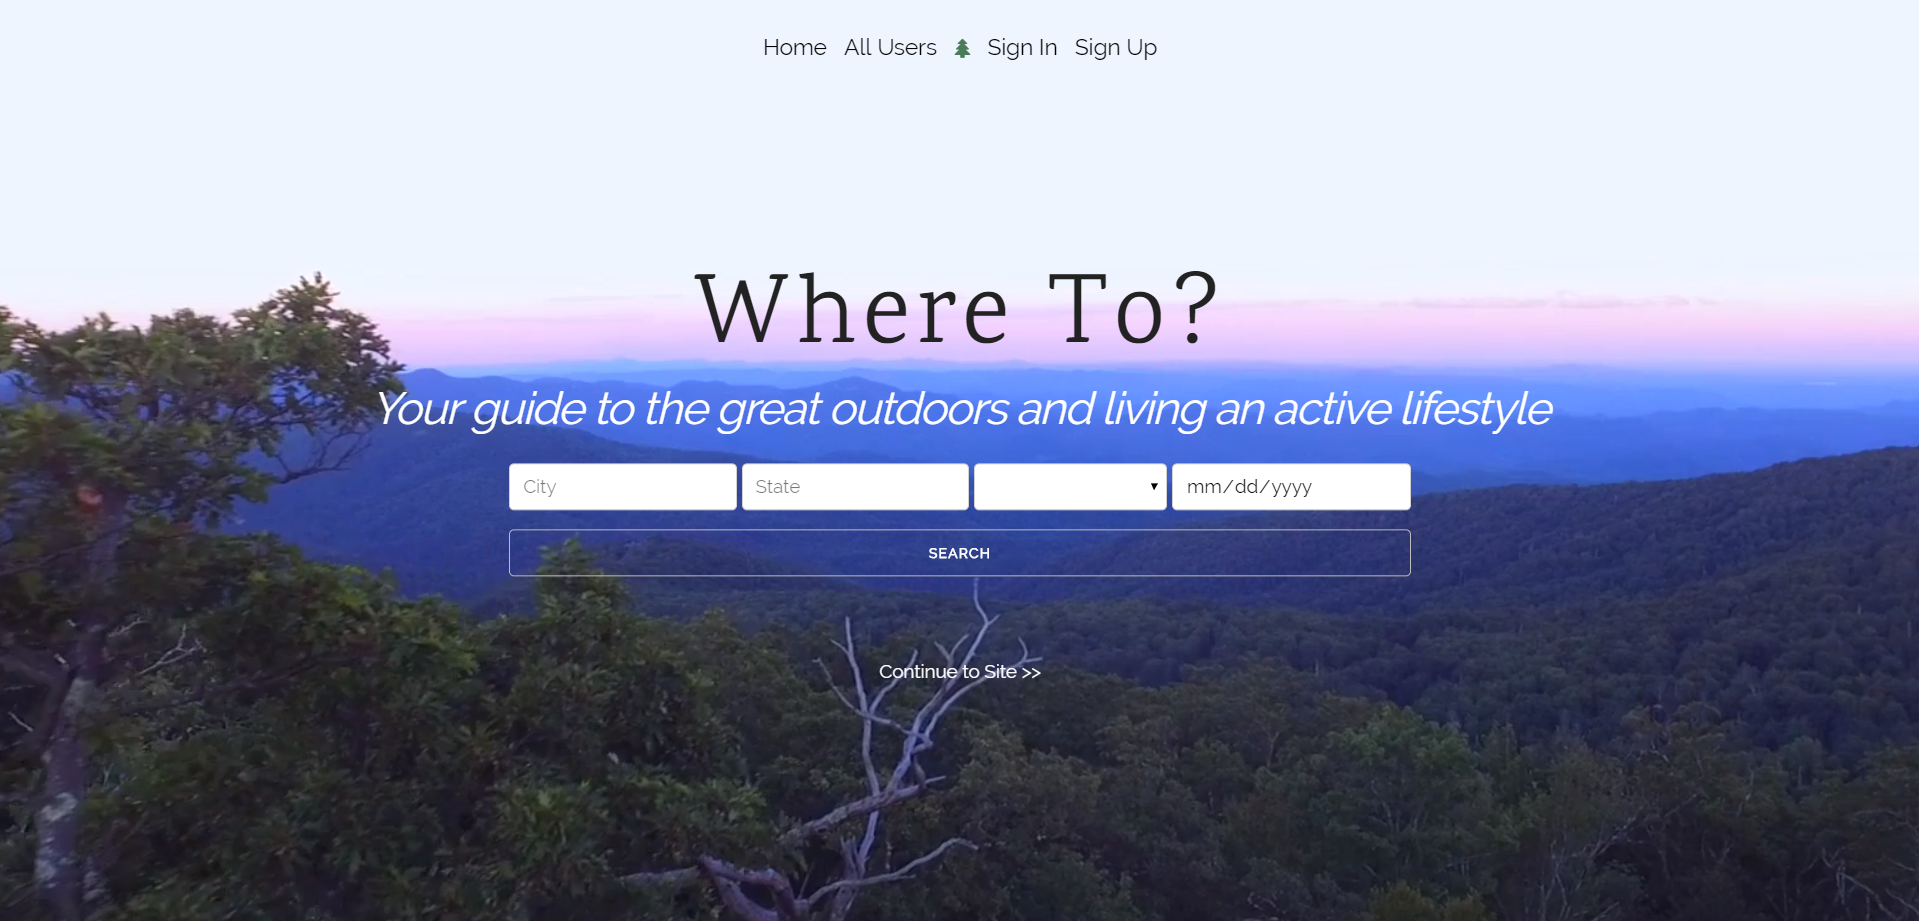 Home All Users Sign In Sign Up
Where To?
Your guide to the great outdoors and living an active lifestyle
City State mm/dd/yyyy
SEARCH
Continue to Site >>